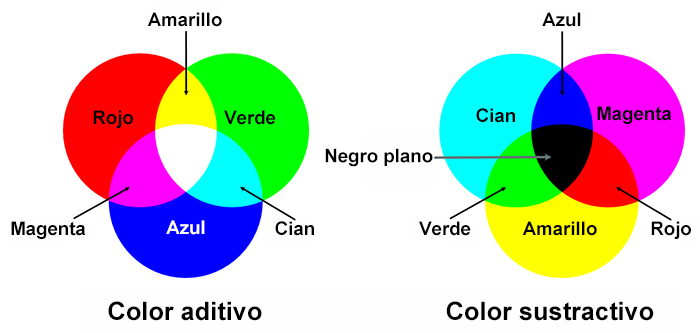 Amarillo
Rojo
Verde
Magenta
Azul
Cian
Color aditivo
Azul
Cian
Magenta
Negro plano
Verde
Amarillo
Rojo
Color sustractivo